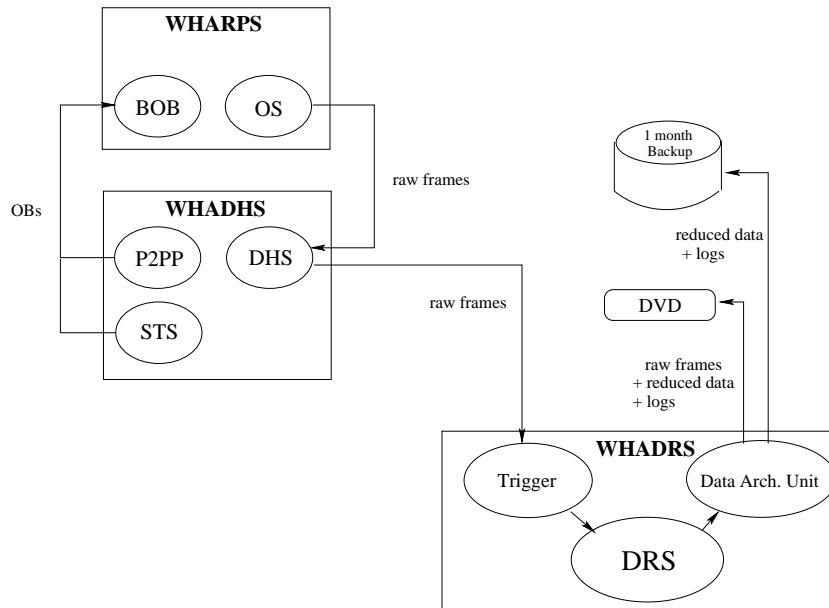 WHARPS
BOB
OS
raw frames
OBs
WHADHS
P2PP
DHS
STS
raw frames
1 month
Backup
reduced data
+ logs
DVD
raw frames
+ reduced data
+ logs
WHADRS
Trigger
Data Arch. Unit
DRS